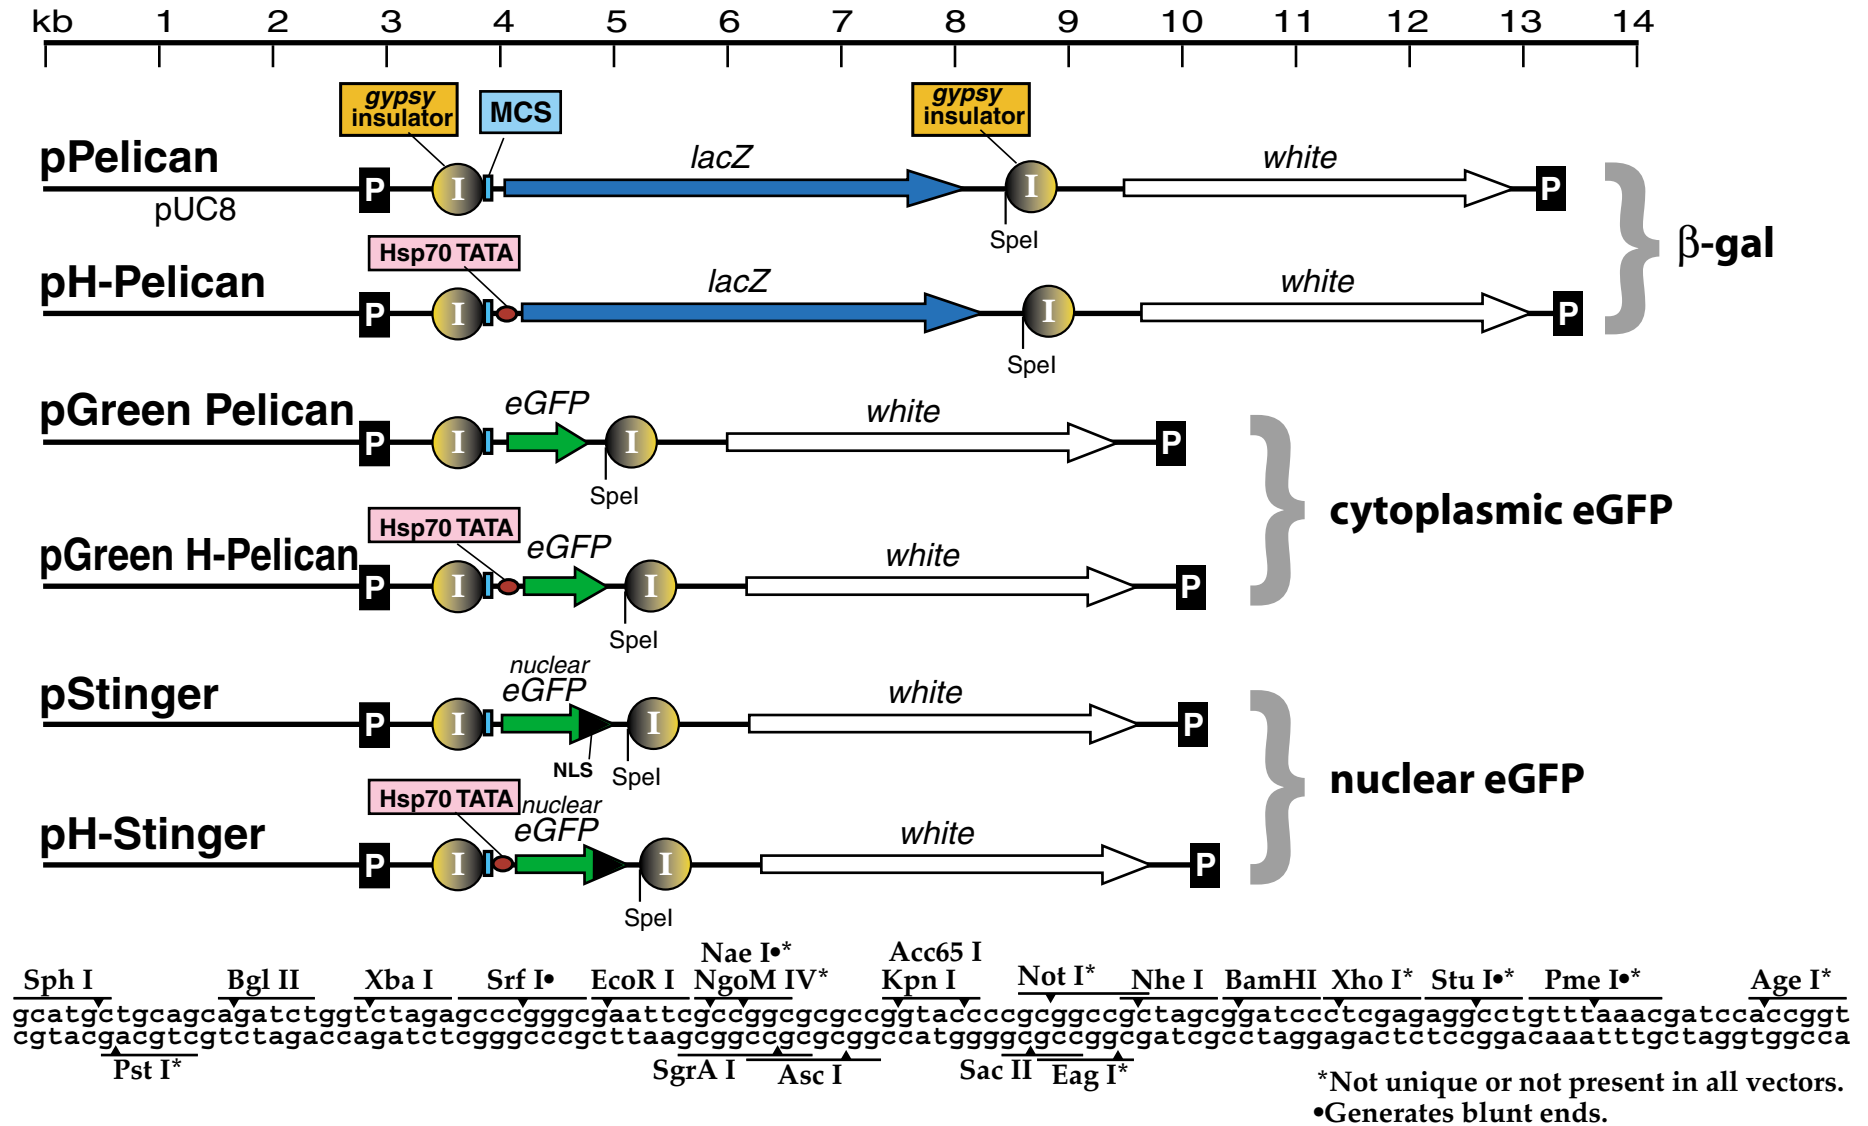 kb 1 2 3 4 5 6 7 8 9 10 11 12 13 14
gypsy
insulator
MCS
gypsy
insulator
pPelican
lacZ
white
P I I P
pUC8
SpeI
β-gal
Hsp70 TATA
pH-Pelican
lacZ
white
P I I P
SpeI
pGreen Pelican
eGFP
white
P I I P
SpeI
cytoplasmic eGFP
Hsp70 TATA
pGreen H-Pelican
eGFP
white
P I I P
SpeI
nuclear
pStinger
eGFP
white
P I I P
NLS
SpeI
nuclear eGFP
Hsp70 TATA
nuclear
pH-Stinger
eGFP
white
P I I P
SpeI
Nae I•* Acc65 I
Sph I Bgl II Xba I Srf I• EcoR I NgoM IV* Kpn I Not I* Nhe I BamHI Xho I* Stu I•* Pme I•* Age I*
gcatgctgcagcagatctggtctagagcccgggcgaattcgccggcgcgccggtaccccgcggccgctagcggatccctcgagaggcctgtttaaacgatccaccggt
cgtacgacgtcgtctagaccagatctcgggcccgcttaagcggccgcgcggccatggggcgccggcgatcgcctaggagactctccggacaaatttgctaggtggcca
Pst I* SgrA I Asc I Sac II Eag I*
*Not unique or not present in all vectors.
•Generates blunt ends.